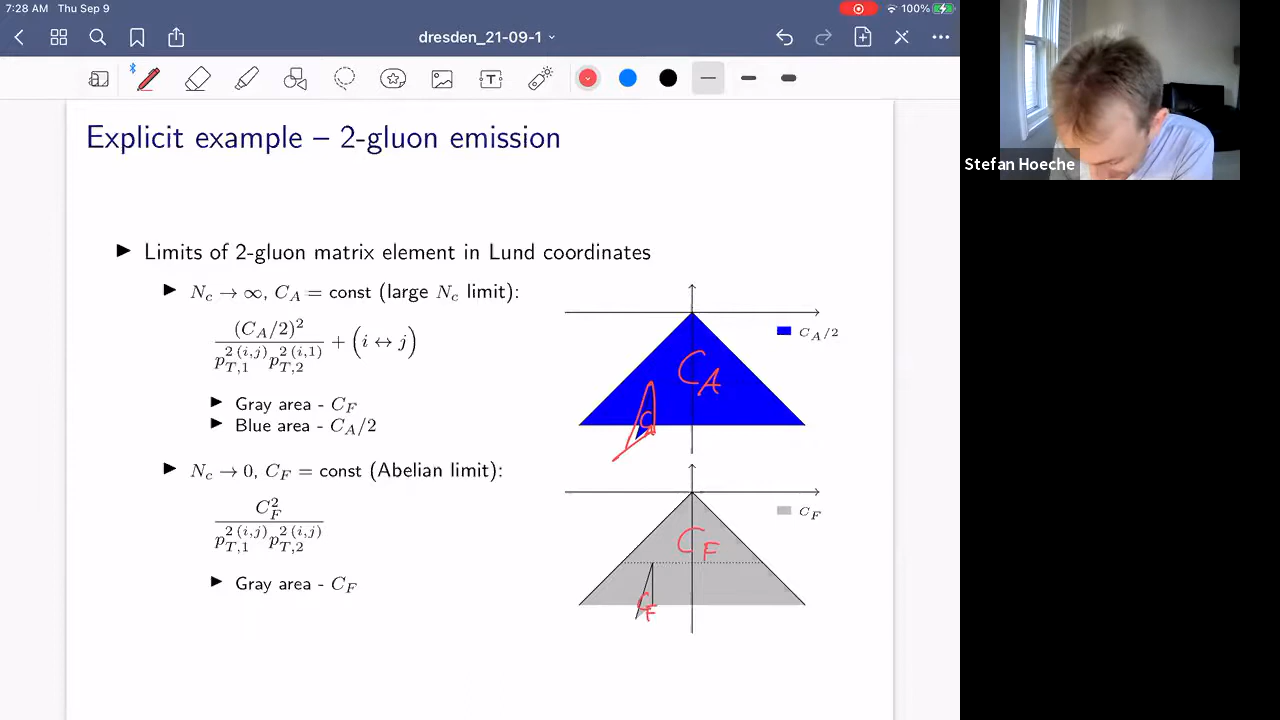 7:28 AM Thu Sep 9
100%
dresden_21-09-1
Explicit example – 2-gluon emission
Stefan Hoeche
▶ Limits of 2-gluon matrix element in Lund coordinates
▶ N_c → ∞, C_A = const (large N_c limit):
\frac{(C_A/2)^2}{p_{T,1}^{2\,(i,j)} p_{T,2}^{2\,(i,1)}} + (i ↔ j)
▶ Gray area - C_F
▶ Blue area - C_A/2
C_A/2
C_A
▶ N_c → 0, C_F = const (Abelian limit):
\frac{C_F^2}{p_{T,1}^{2\,(i,j)} p_{T,2}^{2\,(i,j)}}
▶ Gray area - C_F
C_F
C_F
C_F